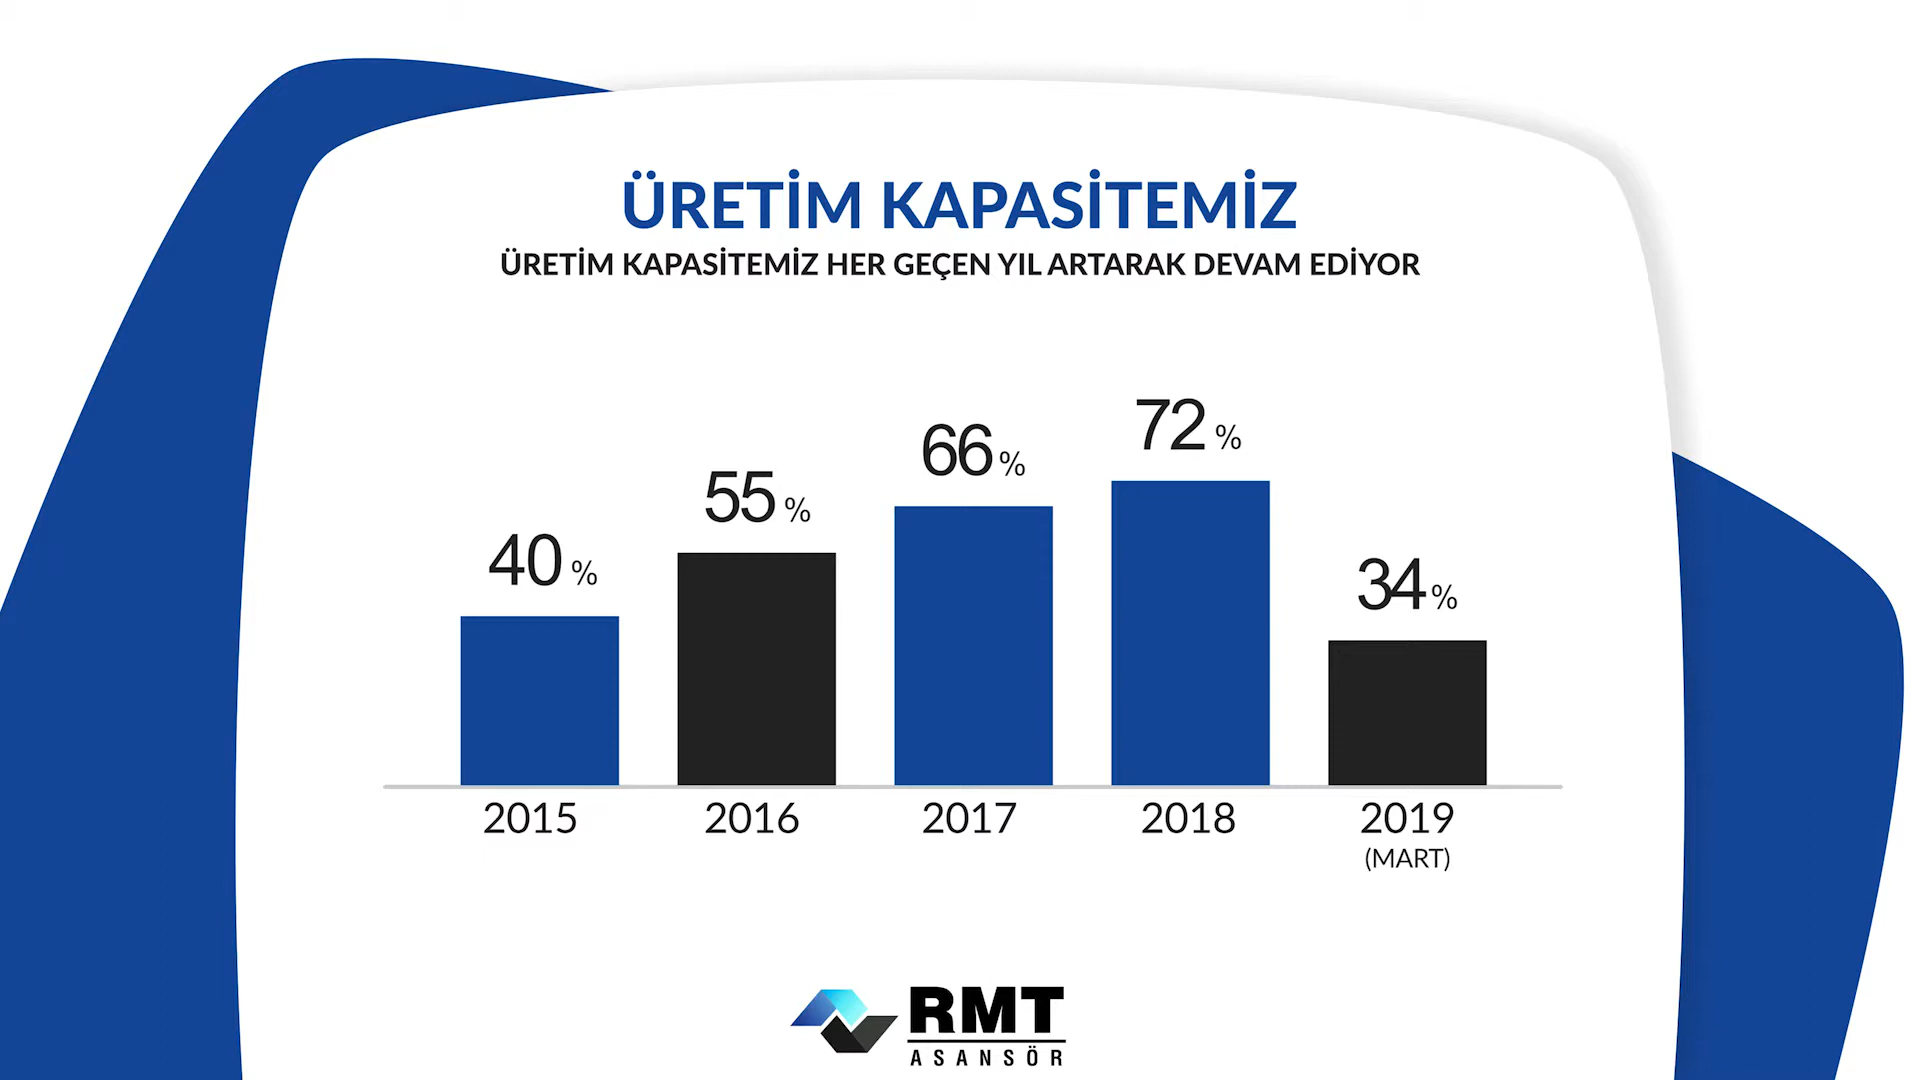 ÜRETİM KAPASİTEMİZ
ÜRETİM KAPASİTEMİZ HER GEÇEN YIL ARTARAK DEVAM EDİYOR
40 %
55 %
66 %
72 %
34 %
2015
2016
2017
2018
2019
(MART)
RMT
ASANSÖR